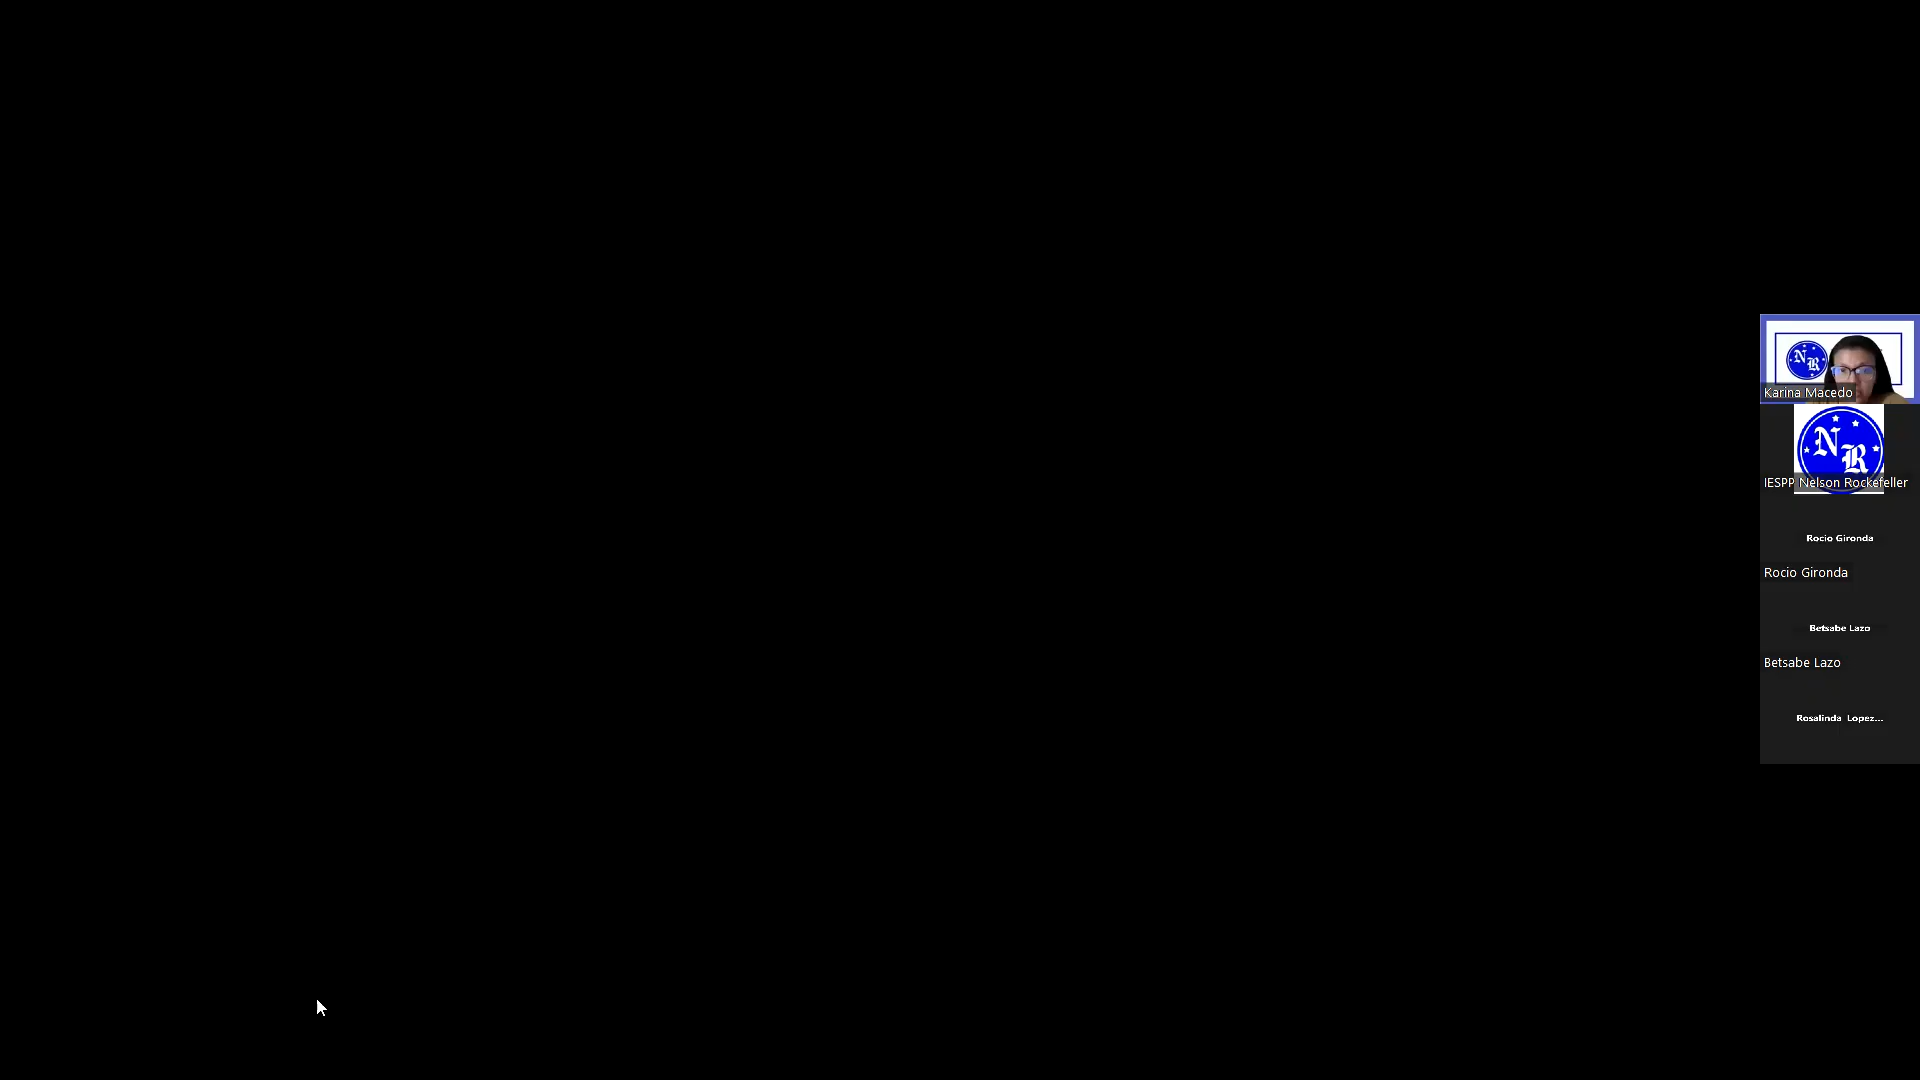 N R
Karina Macedo
N R
IESPP Nelson Rockefeller
Rocio Gironda
Rocio Gironda
Betsabe Lazo
Betsabe Lazo
Rosalinda Lopez...